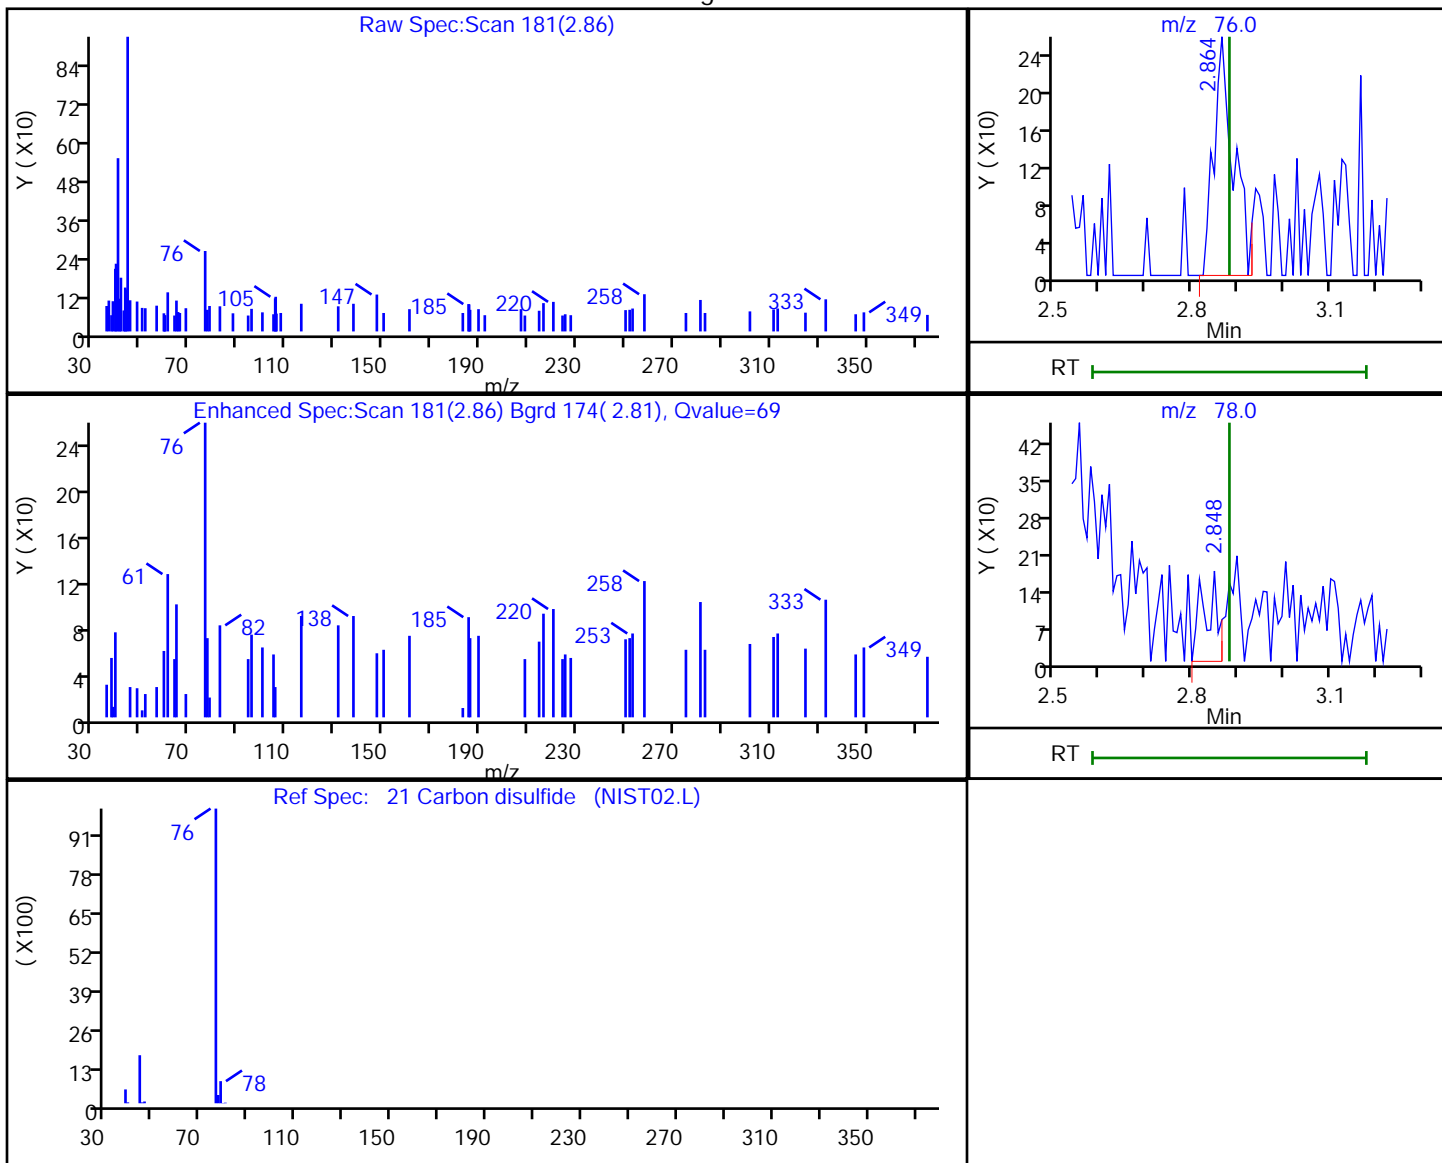 Raw Spec:Scan 181(2.86)
Y ( X10)
84
72
60
48
36
24
12
0
76
105
147
185
220
258
333
349
30 70 110 150 190 230 270 310 350
m/z
m/z 76.0
Y ( X10)
24
20
16
12
8
4
0
2.864
2.5 2.8 3.1
Min
RT
Enhanced Spec:Scan 181(2.86) Bgrd 174( 2.81), Qvalue=69
Y ( X10)
24
20
16
12
8
4
0
76
61
82
138
185
220
253
258
333
349
30 70 110 150 190 230 270 310 350
m/z
m/z 78.0
Y ( X10)
42
35
28
21
14
7
0
2.848
2.5 2.8 3.1
Min
RT
Ref Spec: 21 Carbon disulfide (NIST02.L)
( X100)
91
78
65
52
39
26
13
0
76
78
30 70 110 150 190 230 270 310 350